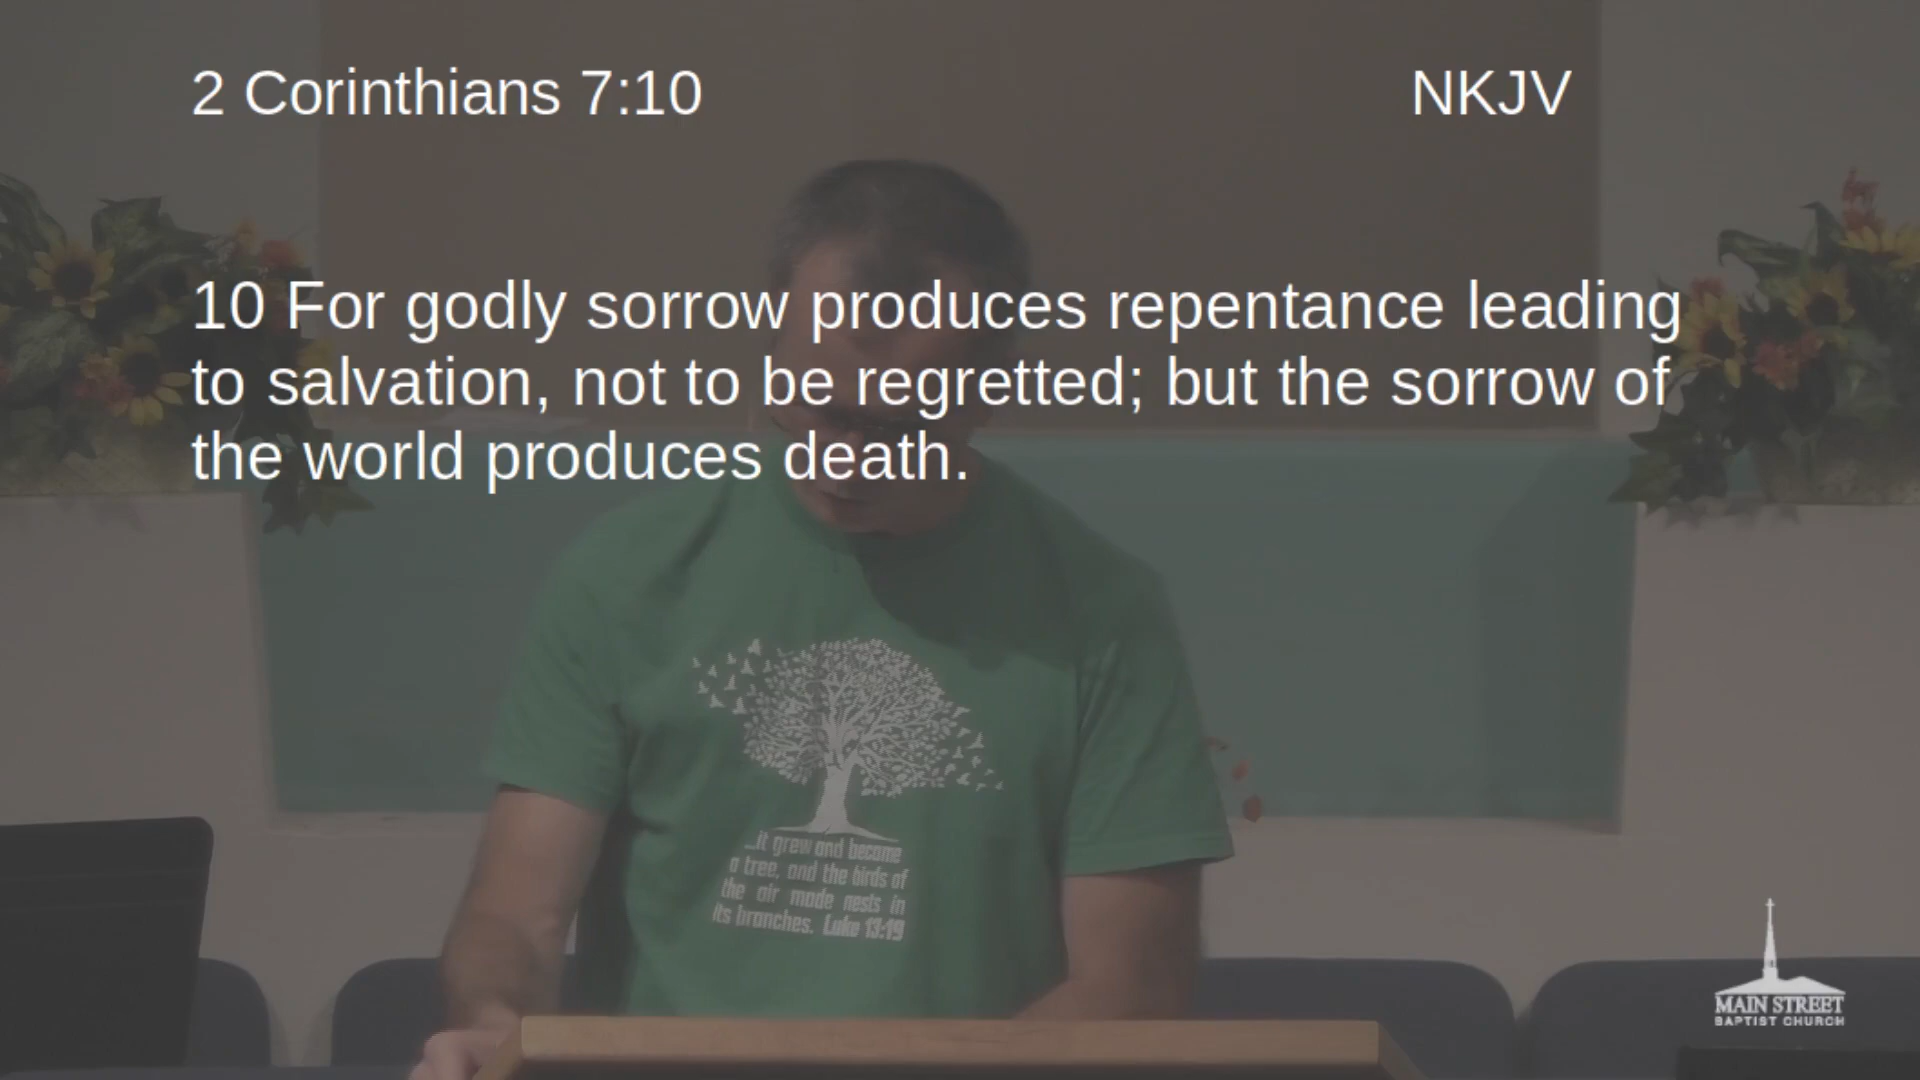 2 Corinthians 7:10 NKJV
10 For godly sorrow produces repentance leading
to salvation, not to be regretted; but the sorrow of
the world produces death.
...it grew and became
a tree, and the birds of
the air made nests in
its branches. Luke 13:19
MAIN STREET
BAPTIST CHURCH